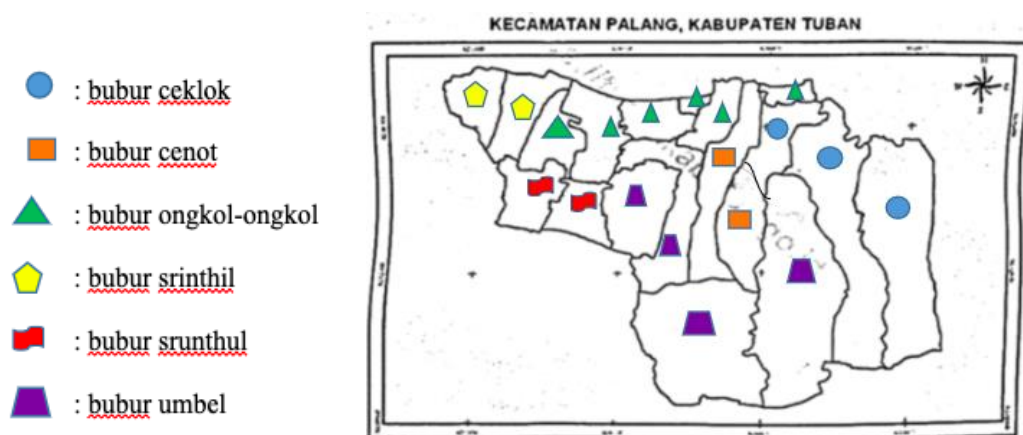 KECAMATAN PALANG, KABUPATEN TUBAN
: bubur ceklok
: bubur cenot
: bubur ongkol-ongkol
: bubur srinthil
: bubur srunthul
: bubur umbel